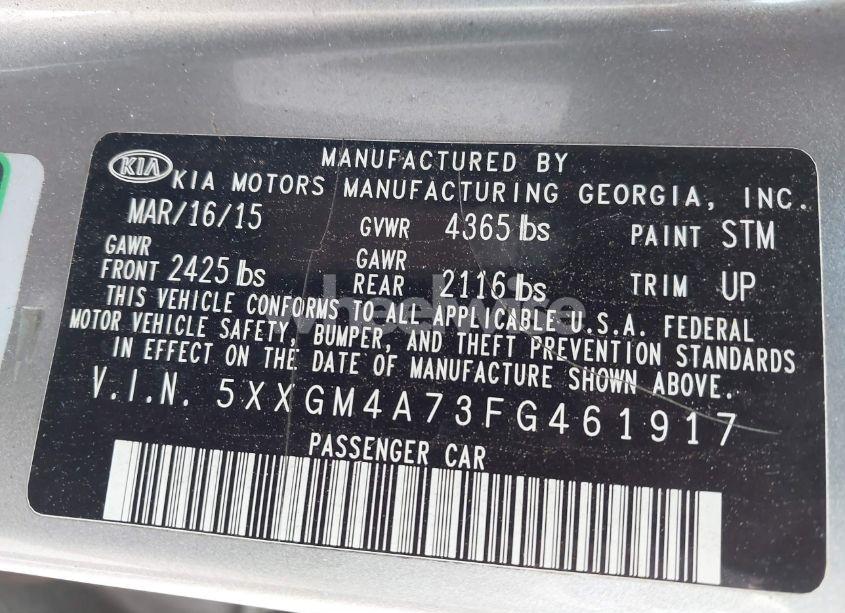 MANUFACTURED BY
KIA KIA MOTORS MANUFACTURING GEORGIA, INC.
MAR/16/15 GVWR 4365 lbs PAINT STM
GAWR FRONT 2425 lbs GAWR REAR 2116 lbs TRIM UP
THIS VEHICLE CONFORMS TO ALL APPLICABLE U.S.A. FEDERAL
MOTOR VEHICLE SAFETY, BUMPER, AND THEFT PREVENTION STANDARDS
IN EFFECT ON THE DATE OF MANUFACTURE SHOWN ABOVE.
V.I.N. 5XXGM4A73FG461917
PASSENGER CAR
wheelwise